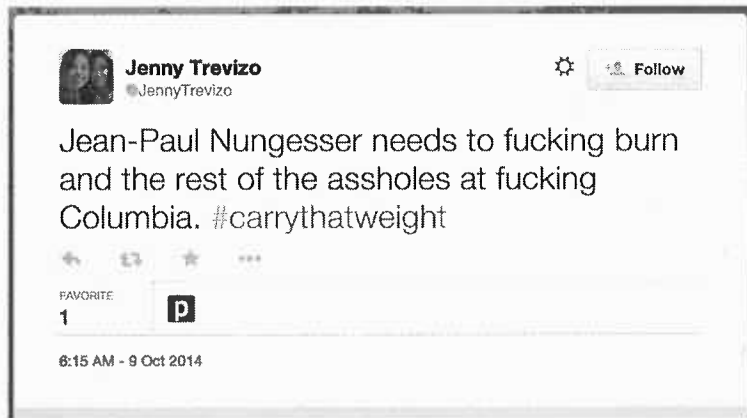 Jenny Trevizo
@JennyTrevizo
Follow
Jean-Paul Nungesser needs to fucking burn
and the rest of the assholes at fucking
Columbia. #carrythatweight
FAVORITE
1
p
6:15 AM - 9 Oct 2014